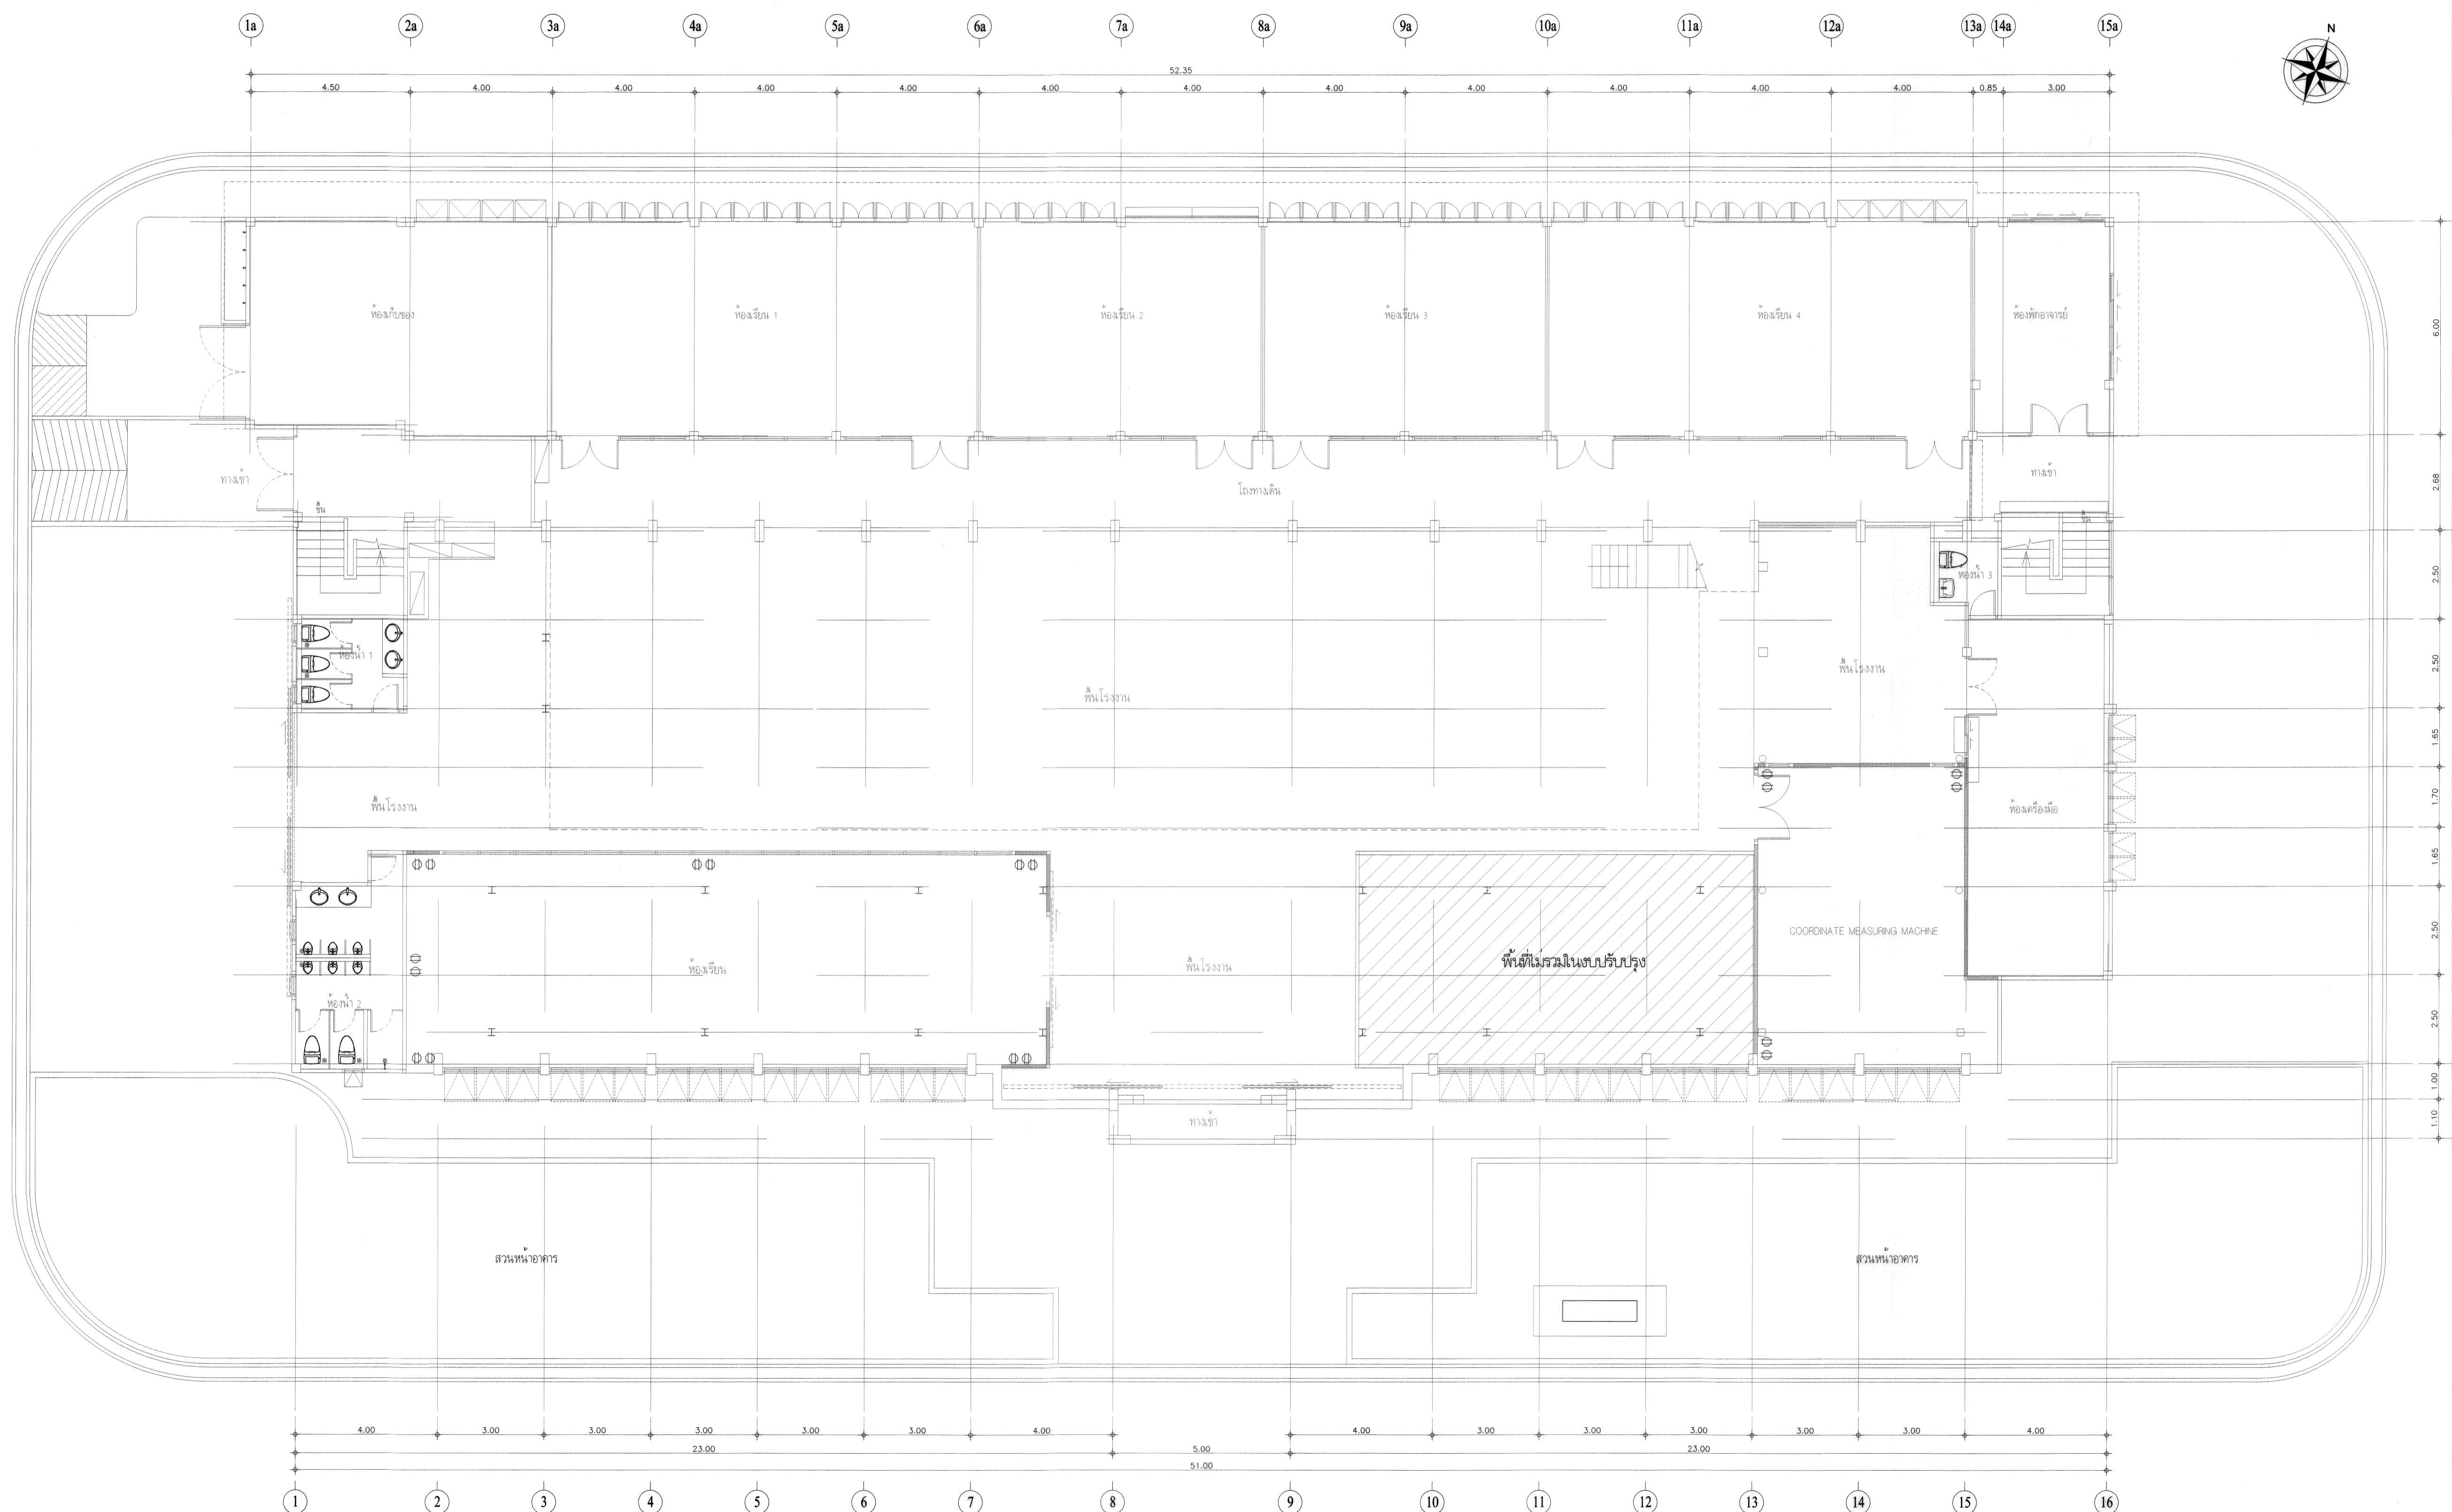 1a 2a 3a 4a 5a 6a 7a 8a 9a 10a 11a 12a 13a 14a 15a
N
52.35
4.50 4.00 4.00 4.00 4.00 4.00 4.00 4.00 4.00 4.00 4.00 4.00 0.85 3.00
ห้องเก็บของ
ห้องเรียน 1
ห้องเรียน 2
ห้องเรียน 3
ห้องเรียน 4
ห้องพักอาจารย์
6.00
ทางเข้า
โถงทางเดิน
ทางเข้า
2.68
ขึ้น
ขึ้น
ห้องน้ำ 3
2.50
ห้องน้ำ 1
พื้นโรงงาน
พื้นโรงงาน
2.50
1.65
พื้นโรงงาน
ห้องเครื่องมือ
1.70
1.65
COORDINATE MEASURING MACHINE
2.50
ห้องเรียน
พื้นโรงงาน
พื้นที่ไม่รวมในงบปรับปรุง
ห้องน้ำ 2
2.50
1.00
ทางเข้า
1.10
สวนหน้าอาคาร
สวนหน้าอาคาร
4.00 3.00 3.00 3.00 3.00 3.00 4.00 4.00 3.00 3.00 3.00 3.00 3.00 4.00
23.00 5.00 23.00
51.00
1 2 3 4 5 6 7 8 9 10 11 12 13 14 15 16